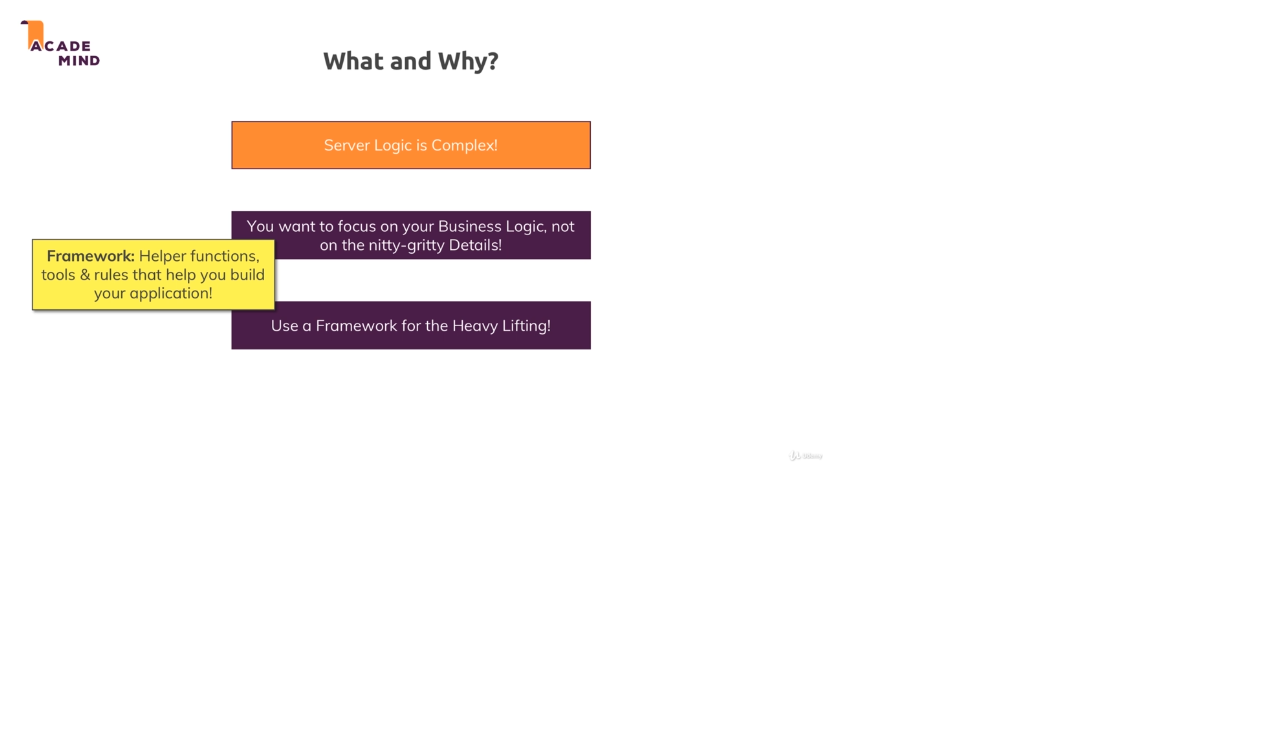 ACADE
MIND
What and Why?
Server Logic is Complex!
You want to focus on your Business Logic, not
on the nitty-gritty Details!
Framework: Helper functions,
tools & rules that help you build
your application!
Use a Framework for the Heavy Lifting!